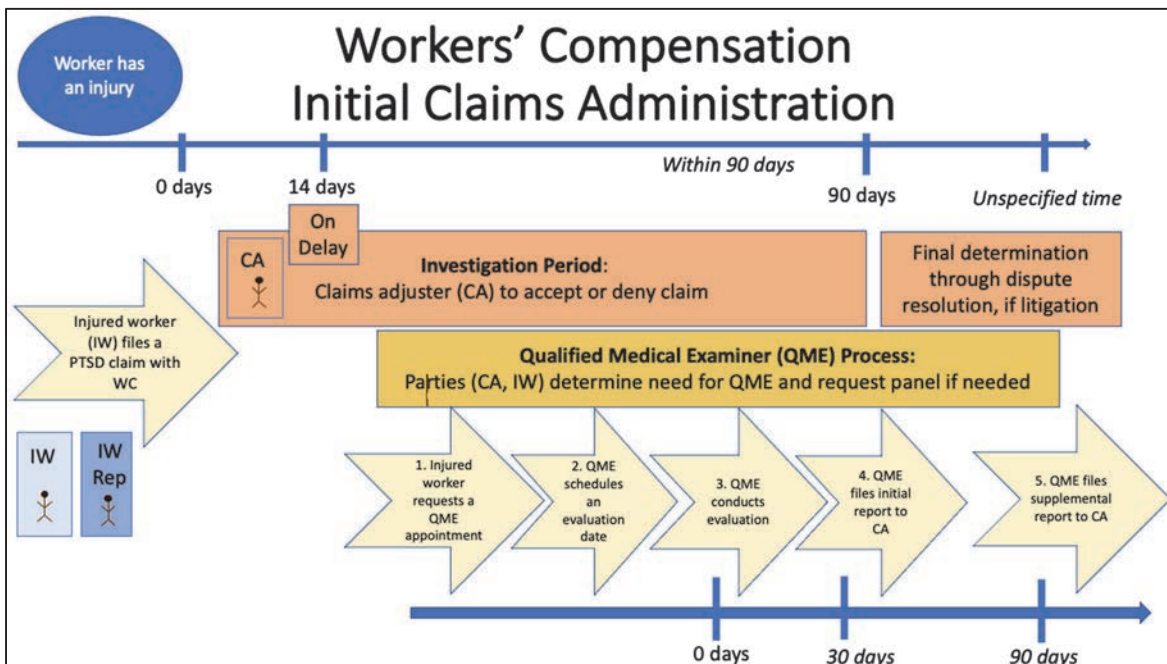 Worker has
an injury
Workers’ Compensation
Initial Claims Administration
0 days
14 days
Within 90 days
90 days
Unspecified time
On
Delay
CA
Investigation Period:
Claims adjuster (CA) to accept or deny claim
Final determination
through dispute
resolution, if litigation
Injured worker
(IW) files a
PTSD claim with
WC
Qualified Medical Examiner (QME) Process:
Parties (CA, IW) determine need for QME and request panel if needed
IW
IW
Rep
1. Injured
worker
requests a
QME
appointment
2. QME
schedules
an
evaluation
date
3. QME
conducts
evaluation
4. QME
files initial
report to
CA
5. QME files
supplemental
report to CA
0 days
30 days
90 days